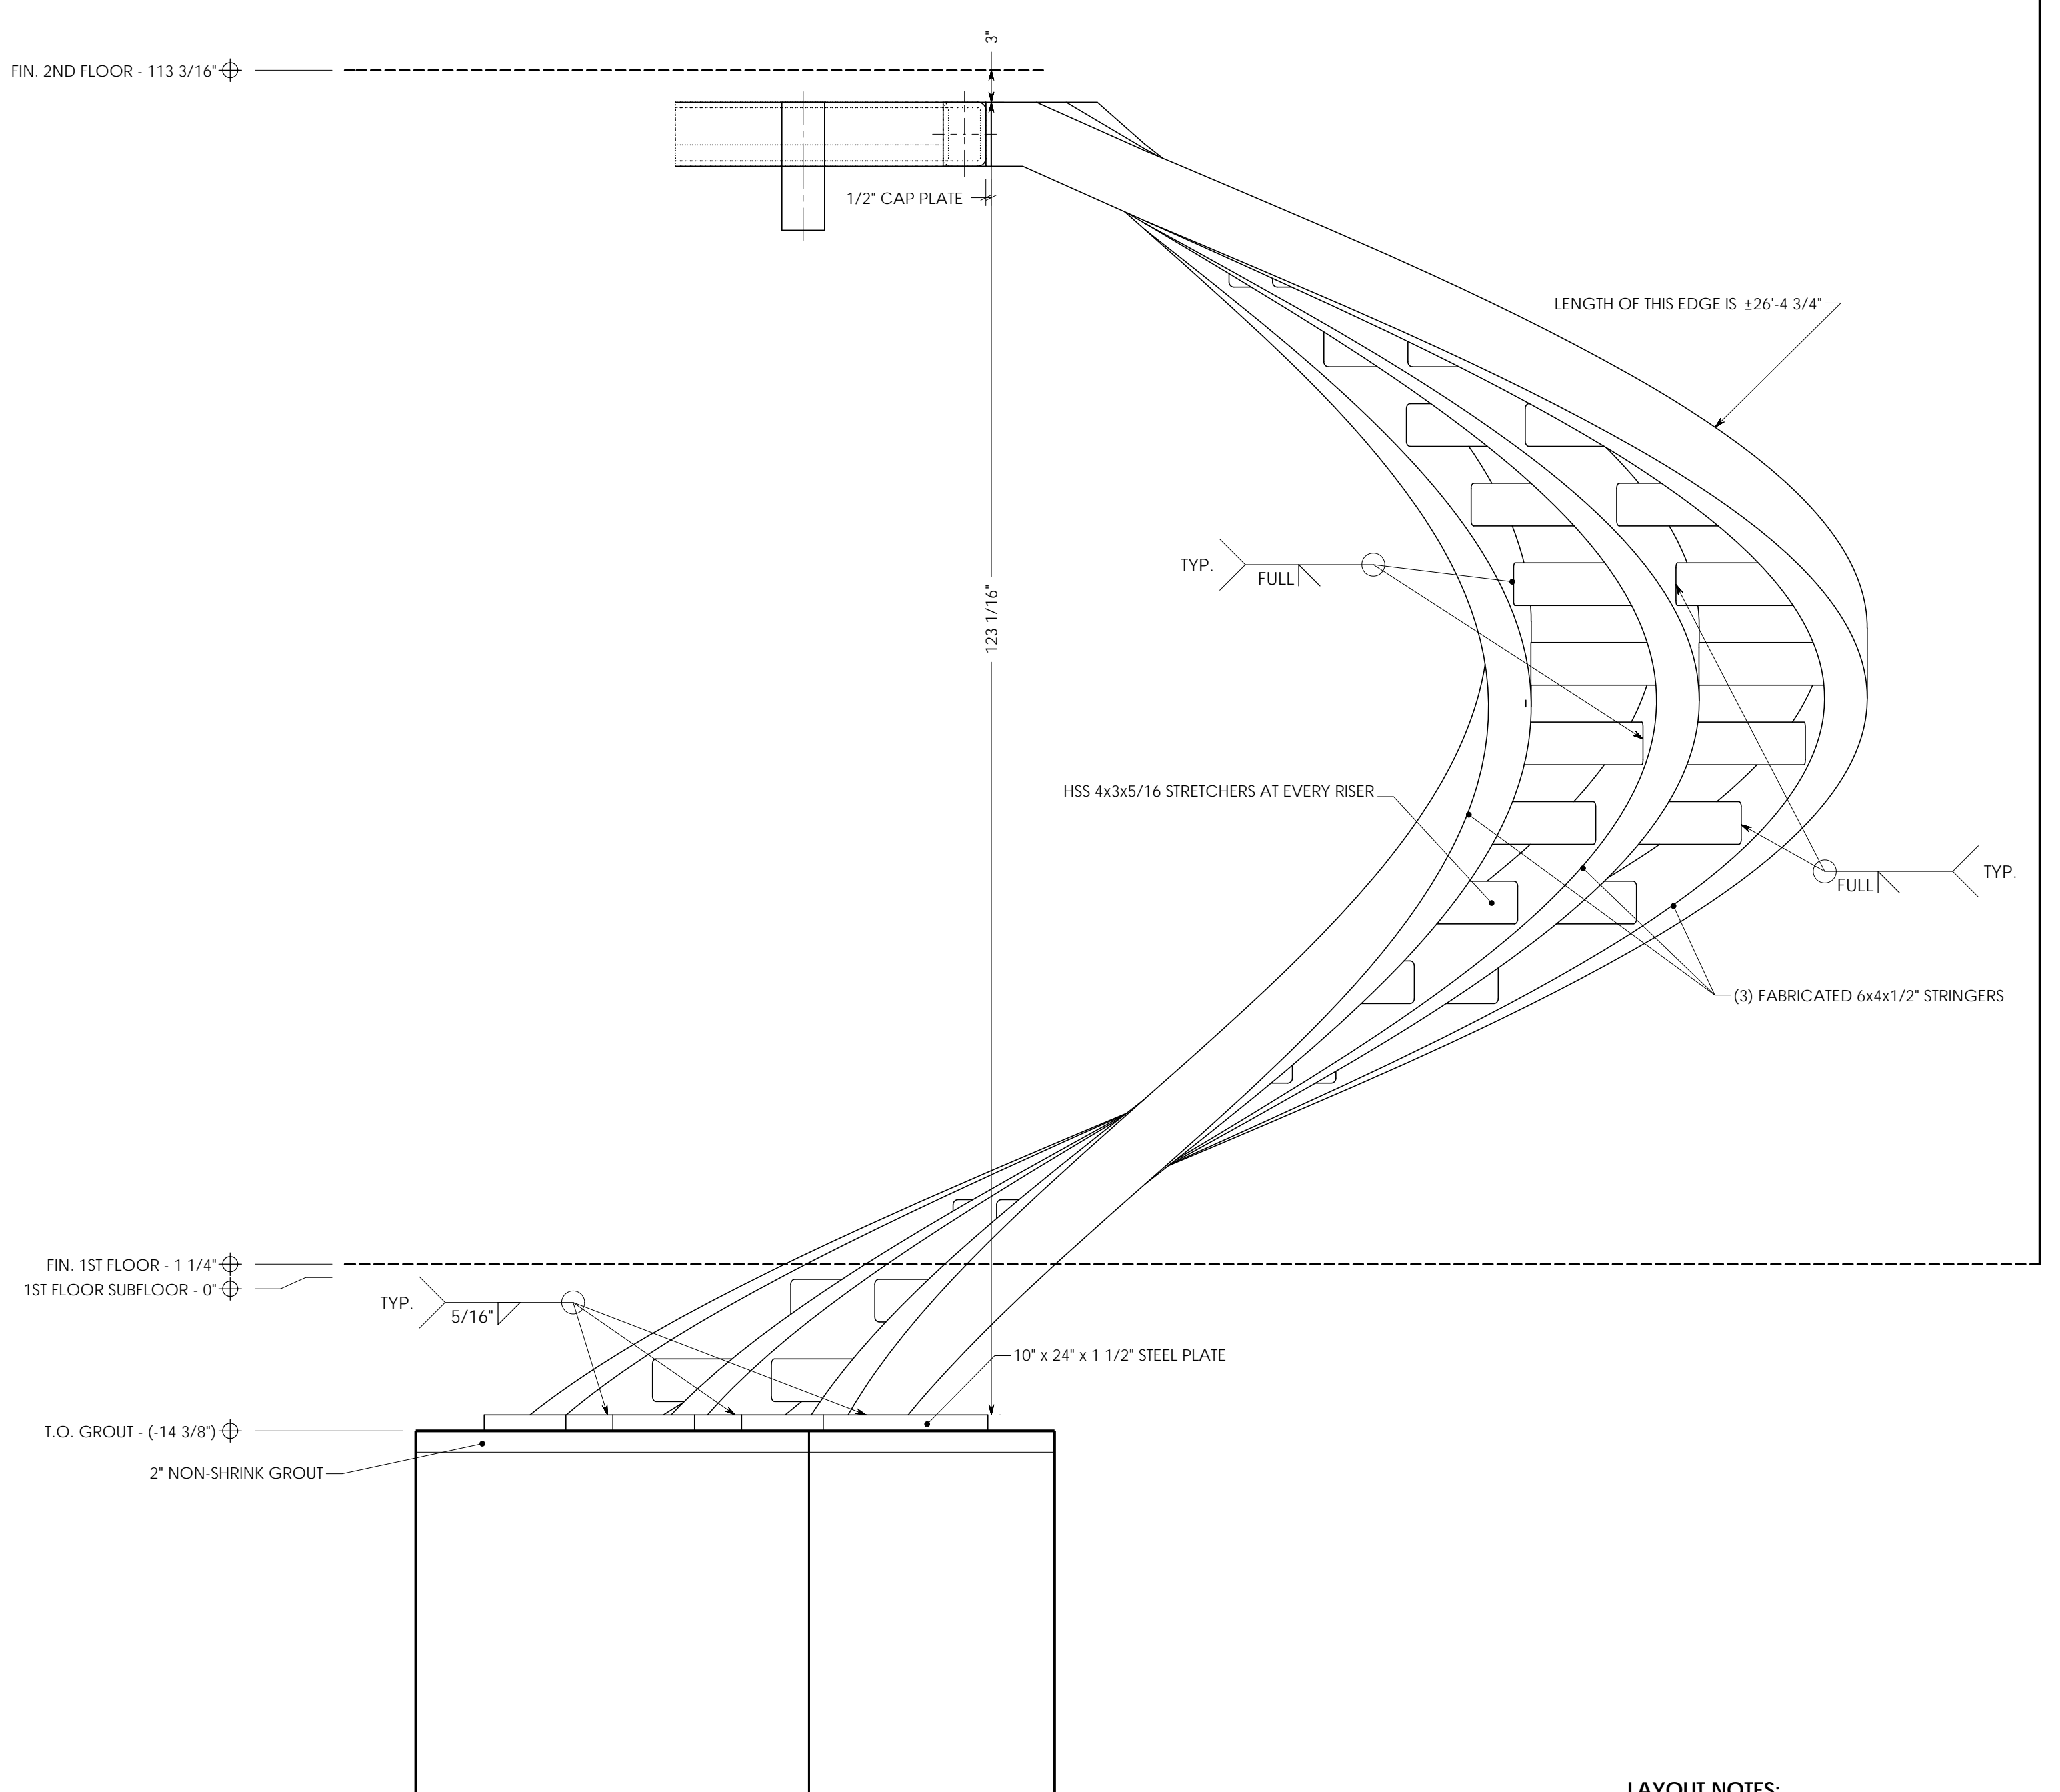 3"
FIN. 2ND FLOOR - 113 3/16"
1/2" CAP PLATE
LENGTH OF THIS EDGE IS ±26'-4 3/4"
TYP.
FULL
123 1/16"
HSS 4x3x5/16 STRETCHERS AT EVERY RISER
FULL
TYP.
(3) FABRICATED 6x4x1/2" STRINGERS
FIN. 1ST FLOOR - 1 1/4"
1ST FLOOR SUBFLOOR - 0"
TYP.
5/16"
10" x 24" x 1 1/2" STEEL PLATE
T.O. GROUT - (-14 3/8")
2" NON-SHRINK GROUT
LAYOUT NOTES: